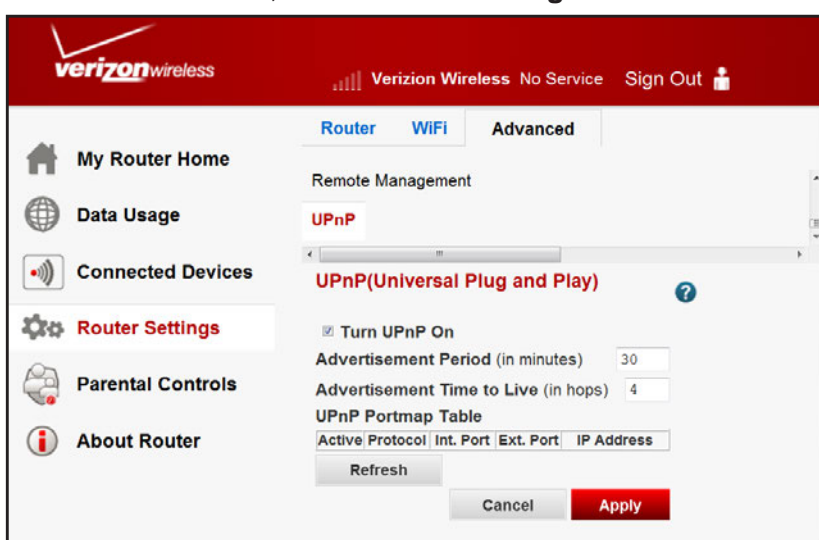 verizonwireless
Verizion Wireless No Service Sign Out
Router WiFi Advanced
My Router Home
Data Usage
Connected Devices
Router Settings
Parental Controls
About Router
Remote Management
UPnP
UPnP(Universal Plug and Play)
?
Turn UPnP On
Advertisement Period (in minutes) 30
Advertisement Time to Live (in hops) 4
UPnP Portmap Table
Active Protocol Int. Port Ext. Port IP Address
Refresh
Cancel Apply